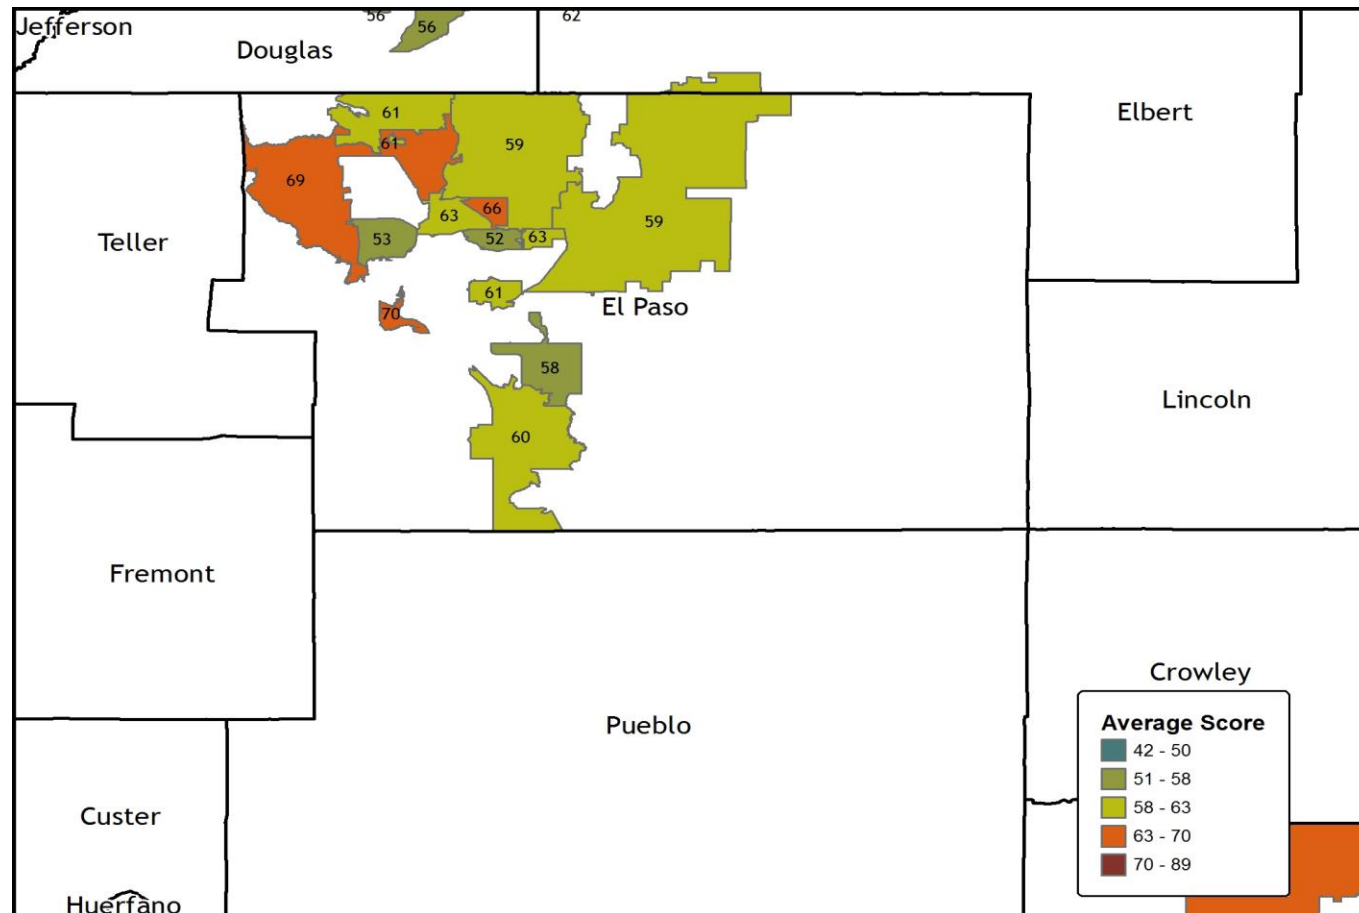 56
62
Jefferson
56
Douglas
Elbert
61
61
59
69
66
63
59
53
52
63
Teller
61
El Paso
70
58
Lincoln
60
Fremont
Crowley
Pueblo
Average Score
42 - 50
51 - 58
58 - 63
63 - 70
70 - 89
Custer
Huerfano